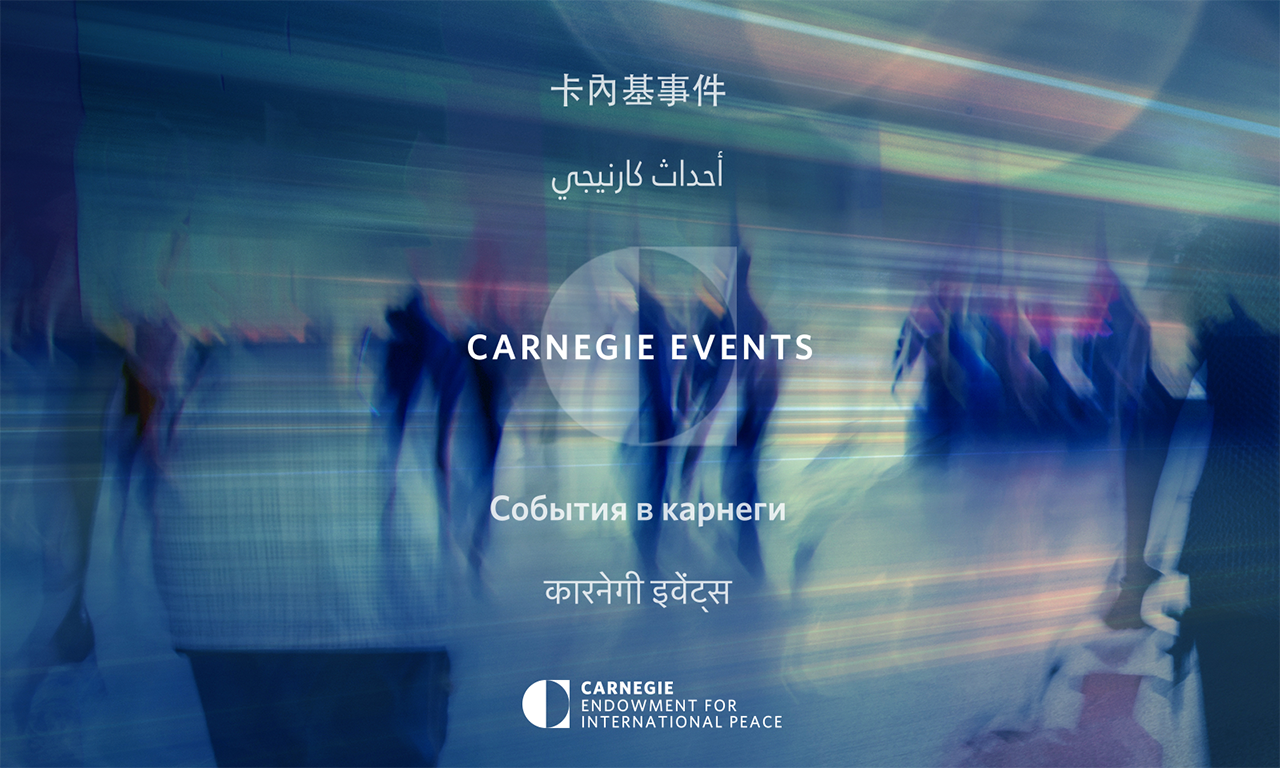 卡內基事件
أحداث كارنيجي
CARNEGIE EVENTS
События в карнеги
कारनेगी इवेंट्स
CARNEGIE
ENDOWMENT FOR
INTERNATIONAL PEACE